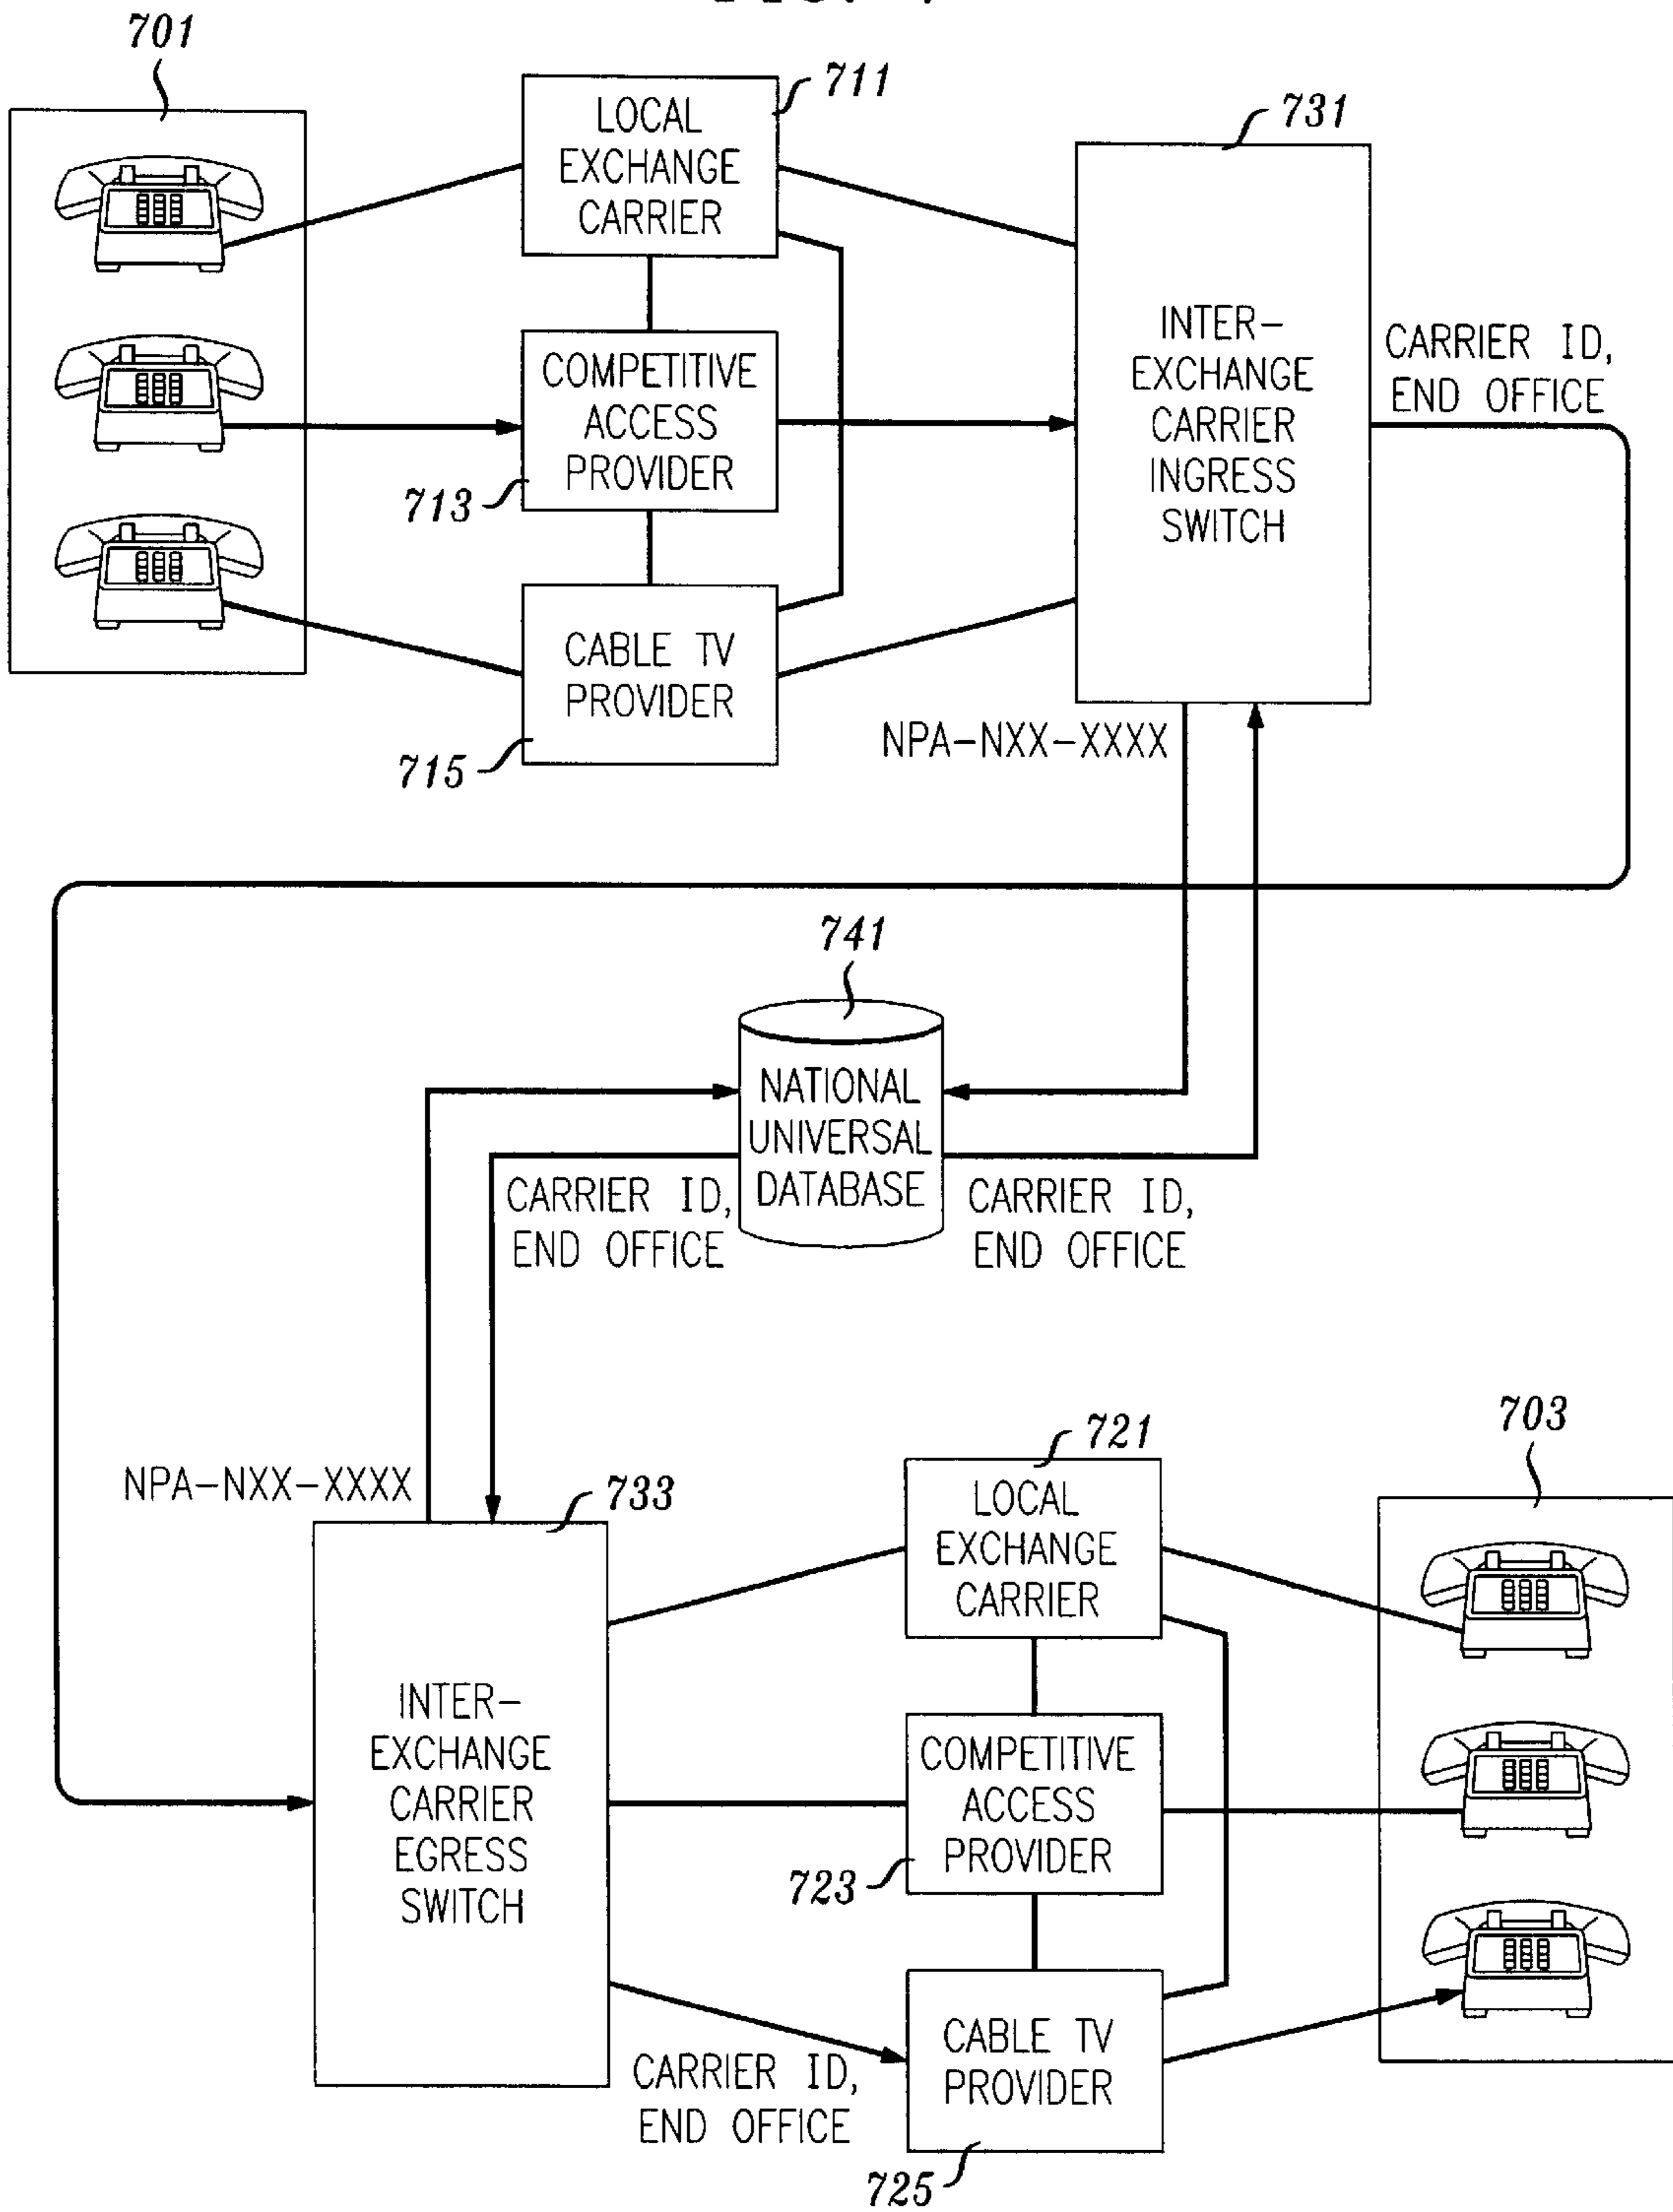 701
711
LOCAL
EXCHANGE
CARRIER
731
INTER-
EXCHANGE
CARRIER
INGRESS
SWITCH
CARRIER ID,
END OFFICE
COMPETITIVE
ACCESS
PROVIDER
713
CABLE TV
PROVIDER
715
NPA-NXX-XXXX
741
NATIONAL
UNIVERSAL
DATABASE
CARRIER ID,
END OFFICE
CARRIER ID,
END OFFICE
NPA-NXX-XXXX
733
INTER-
EXCHANGE
CARRIER
EGRESS
SWITCH
721
LOCAL
EXCHANGE
CARRIER
703
COMPETITIVE
ACCESS
PROVIDER
723
CARRIER ID,
END OFFICE
CABLE TV
PROVIDER
725